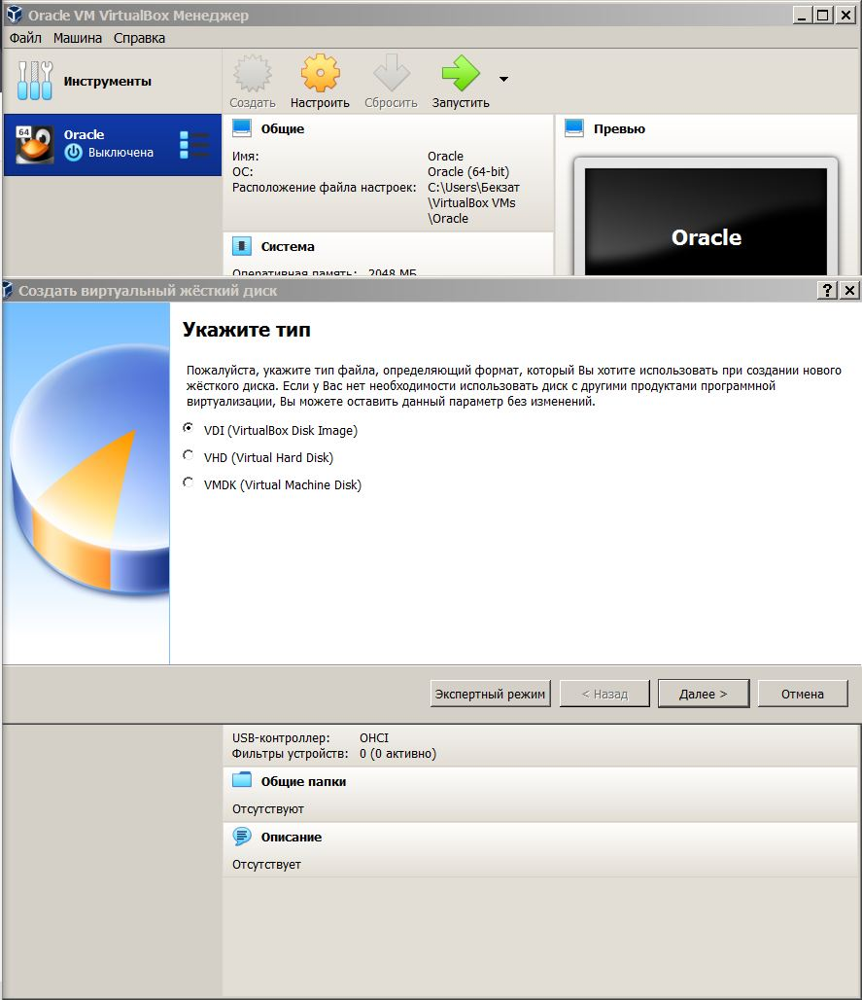 Oracle VM VirtualBox Менеджер
Файл Машина Справка
Инструменты
Создать Настроить Сбросить Запустить
64
Oracle
Выключена
Общие
Имя: Oracle
ОС: Oracle (64-bit)
Расположение файла настроек: C:\Users\Бекзат
\VirtualBox VMs
\Oracle
Превью
Oracle
Система
Оперативная память: 2048 МБ
Создать виртуальный жёсткий диск
Укажите тип
Пожалуйста, укажите тип файла, определяющий формат, который Вы хотите использовать при создании нового
жёсткого диска. Если у Вас нет необходимости использовать диск с другими продуктами программной
виртуализации, Вы можете оставить данный параметр без изменений.
VDI (VirtualBox Disk Image)
VHD (Virtual Hard Disk)
VMDK (Virtual Machine Disk)
Экспертный режим < Назад Далее > Отмена
USB-контроллер: OHCI
Фильтры устройств: 0 (0 активно)
Общие папки
Отсутствуют
Описание
Отсутствует